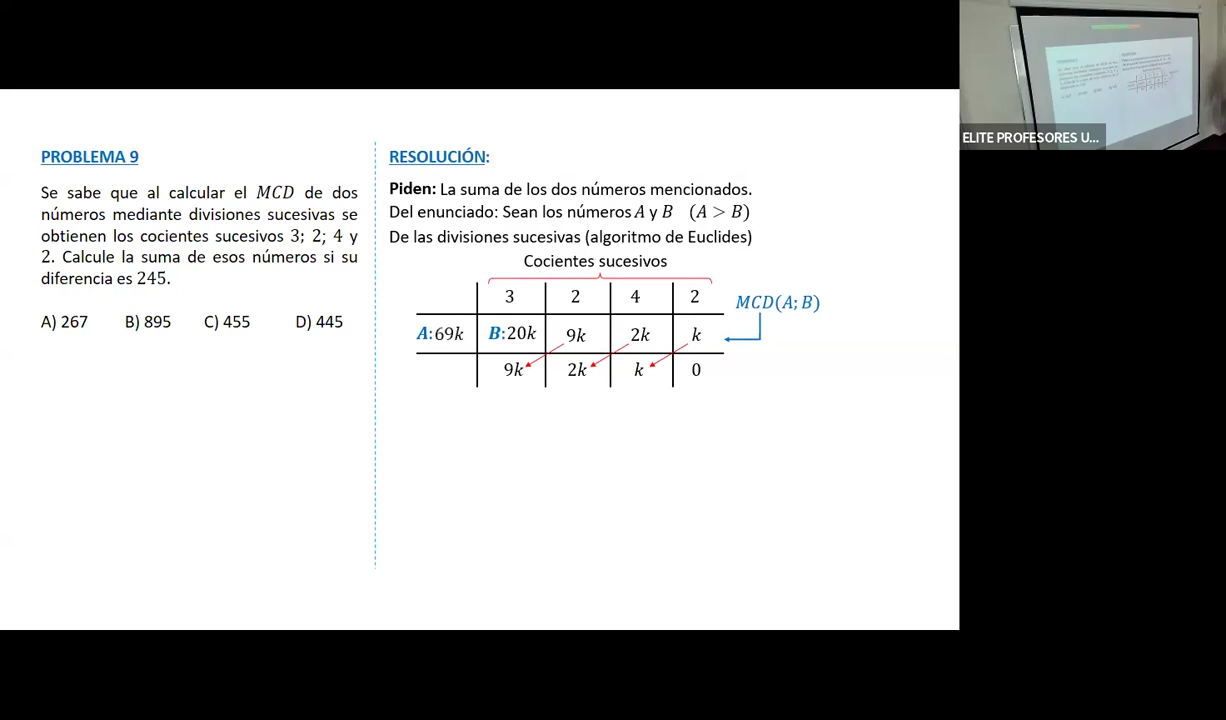 PROBLEMA 9
Se sabe que al calcular el MCD de dos
números mediante divisiones sucesivas se
obtienen los cocientes sucesivos 3; 2; 4 y
2. Calcule la suma de esos números si su
diferencia es 245.
A) 267 B) 895 C) 455 D) 445
RESOLUCIÓN:
Piden: La suma de los dos números mencionados.
Del enunciado: Sean los números A y B (A > B)
De las divisiones sucesivas (algoritmo de Euclides)
Cocientes sucesivos
3 2 4 2
MCD(A; B)
A:69k B:20k 9k 2k k
9k 2k k 0
ELITE PROFESORES U...